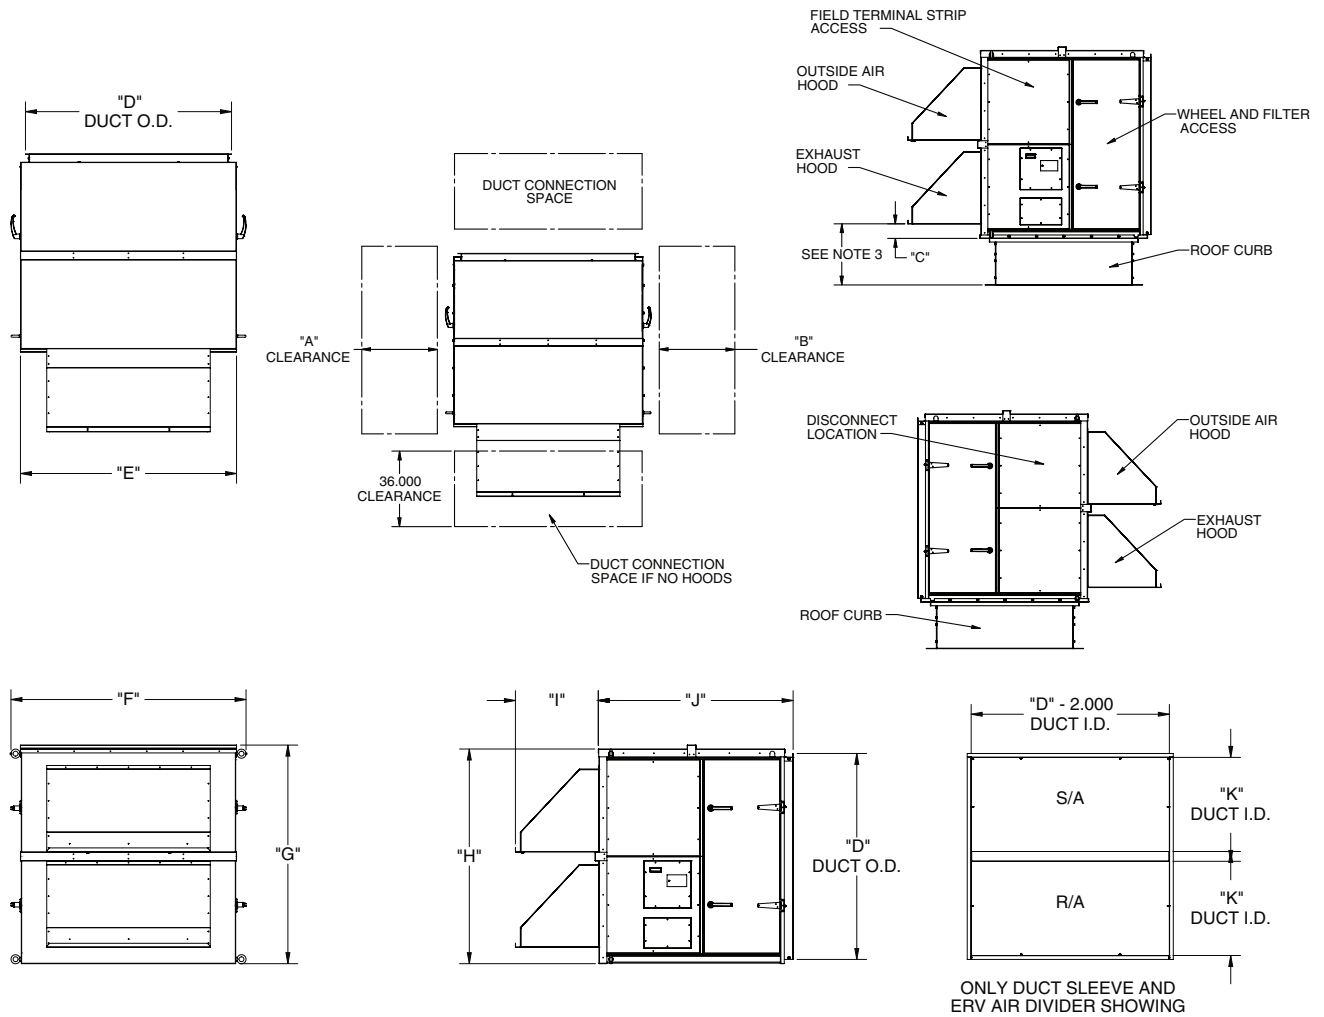 FIELD TERMINAL STRIP
ACCESS
OUTSIDE AIR
HOOD
WHEEL AND FILTER
ACCESS
EXHAUST
HOOD
SEE NOTE 3
"C"
ROOF CURB
"D"
DUCT O.D.
"E"
DUCT CONNECTION
SPACE
"A"
CLEARANCE
"B"
CLEARANCE
36.000
CLEARANCE
DUCT CONNECTION
SPACE IF NO HOODS
DISCONNECT
LOCATION
OUTSIDE AIR
HOOD
EXHAUST
HOOD
ROOF CURB
"F"
"G"
"I"
"J"
"H"
"D"
DUCT O.D.
"D" - 2.000
DUCT I.D.
S/A
"K"
DUCT I.D.
R/A
"K"
DUCT I.D.
ONLY DUCT SLEEVE AND
ERV AIR DIVIDER SHOWING